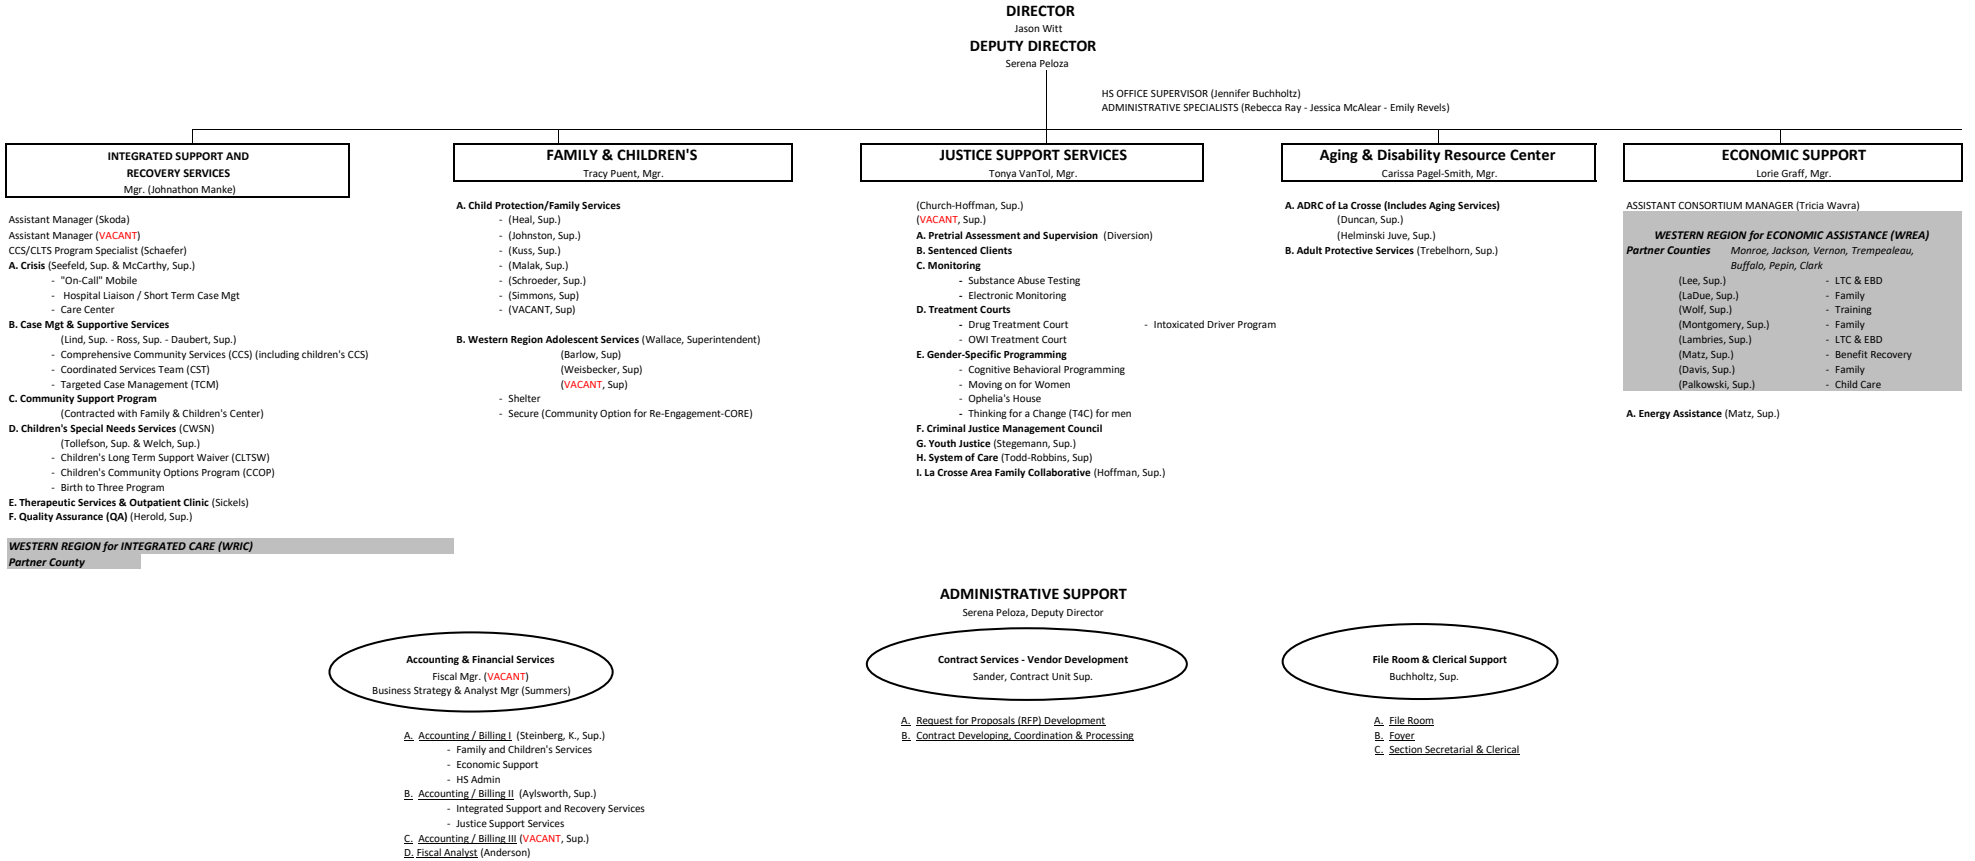 DIRECTOR
Jason Witt
DEPUTY DIRECTOR
Serena Peloza
HS OFFICE SUPERVISOR (Jennifer Buchholtz)
ADMINISTRATIVE SPECIALISTS (Rebecca Ray - Jessica McAlear - Emily Revels)
INTEGRATED SUPPORT AND
RECOVERY SERVICES
Mgr. (Johnathon Manke)
Assistant Manager (Skoda)
Assistant Manager (VACANT)
CCS/CLTS Program Specialist (Schaefer)
A. Crisis (Seefeld, Sup. & McCarthy, Sup.)
- "On-Call" Mobile
- Hospital Liaison / Short Term Case Mgt
- Care Center
B. Case Mgt & Supportive Services
(Lind, Sup. - Ross, Sup. - Daubert, Sup.)
- Comprehensive Community Services (CCS) (including children's CCS)
- Coordinated Services Team (CST)
- Targeted Case Management (TCM)
C. Community Support Program
(Contracted with Family & Children's Center)
D. Children's Special Needs Services (CWSN)
(Tollefson, Sup. & Welch, Sup.)
- Children's Long Term Support Waiver (CLTSW)
- Children's Community Options Program (CCOP)
- Birth to Three Program
E. Therapeutic Services & Outpatient Clinic (Sickels)
F. Quality Assurance (QA) (Herold, Sup.)
WESTERN REGION for INTEGRATED CARE (WRIC)
Partner County
FAMILY & CHILDREN'S
Tracy Puent, Mgr.
A. Child Protection/Family Services
- (Heal, Sup.)
- (Johnston, Sup.)
- (Kuss, Sup.)
- (Malak, Sup.)
- (Schroeder, Sup.)
- (Simmons, Sup)
- (VACANT, Sup)
B. Western Region Adolescent Services (Wallace, Superintendent)
(Barlow, Sup)
(Weisbecker, Sup)
(VACANT, Sup)
- Shelter
- Secure (Community Option for Re-Engagement-CORE)
JUSTICE SUPPORT SERVICES
Tonya VanTol, Mgr.
(Church-Hoffman, Sup.)
(VACANT, Sup.)
A. Pretrial Assessment and Supervision (Diversion)
B. Sentenced Clients
C. Monitoring
- Substance Abuse Testing
- Electronic Monitoring
D. Treatment Courts
- Drug Treatment Court - Intoxicated Driver Program
- OWI Treatment Court
E. Gender-Specific Programming
- Cognitive Behavioral Programming
- Moving on for Women
- Ophelia's House
- Thinking for a Change (T4C) for men
F. Criminal Justice Management Council
G. Youth Justice (Stegemann, Sup.)
H. System of Care (Todd-Robbins, Sup)
I. La Crosse Area Family Collaborative (Hoffman, Sup.)
Aging & Disability Resource Center
Carissa Pagel-Smith, Mgr.
A. ADRC of La Crosse (Includes Aging Services)
(Duncan, Sup.)
(Helminski Juve, Sup.)
B. Adult Protective Services (Trebelhorn, Sup.)
ECONOMIC SUPPORT
Lorie Graff, Mgr.
ASSISTANT CONSORTIUM MANAGER (Tricia Wavra)
WESTERN REGION for ECONOMIC ASSISTANCE (WREA)
Partner Counties Monroe, Jackson, Vernon, Trempealeau,
Buffalo, Pepin, Clark
(Lee, Sup.) - LTC & EBD
(LaDue, Sup.) - Family
(Wolf, Sup.) - Training
(Montgomery, Sup.) - Family
(Lambries, Sup.) - LTC & EBD
(Matz, Sup.) - Benefit Recovery
(Davis, Sup.) - Family
(Palkowski, Sup.) - Child Care
A. Energy Assistance (Matz, Sup.)
ADMINISTRATIVE SUPPORT
Serena Peloza, Deputy Director
Accounting & Financial Services
Fiscal Mgr. (VACANT)
Business Strategy & Analyst Mgr (Summers)
A. Accounting / Billing I (Steinberg, K., Sup.)
- Family and Children's Services
- Economic Support
- HS Admin
B. Accounting / Billing II (Aylsworth, Sup.)
- Integrated Support and Recovery Services
- Justice Support Services
C. Accounting / Billing III (VACANT, Sup.)
D. Fiscal Analyst (Anderson)
Contract Services - Vendor Development
Sander, Contract Unit Sup.
A. Request for Proposals (RFP) Development
B. Contract Developing, Coordination & Processing
File Room & Clerical Support
Buchholtz, Sup.
A. File Room
B. Foyer
C. Section Secretarial & Clerical